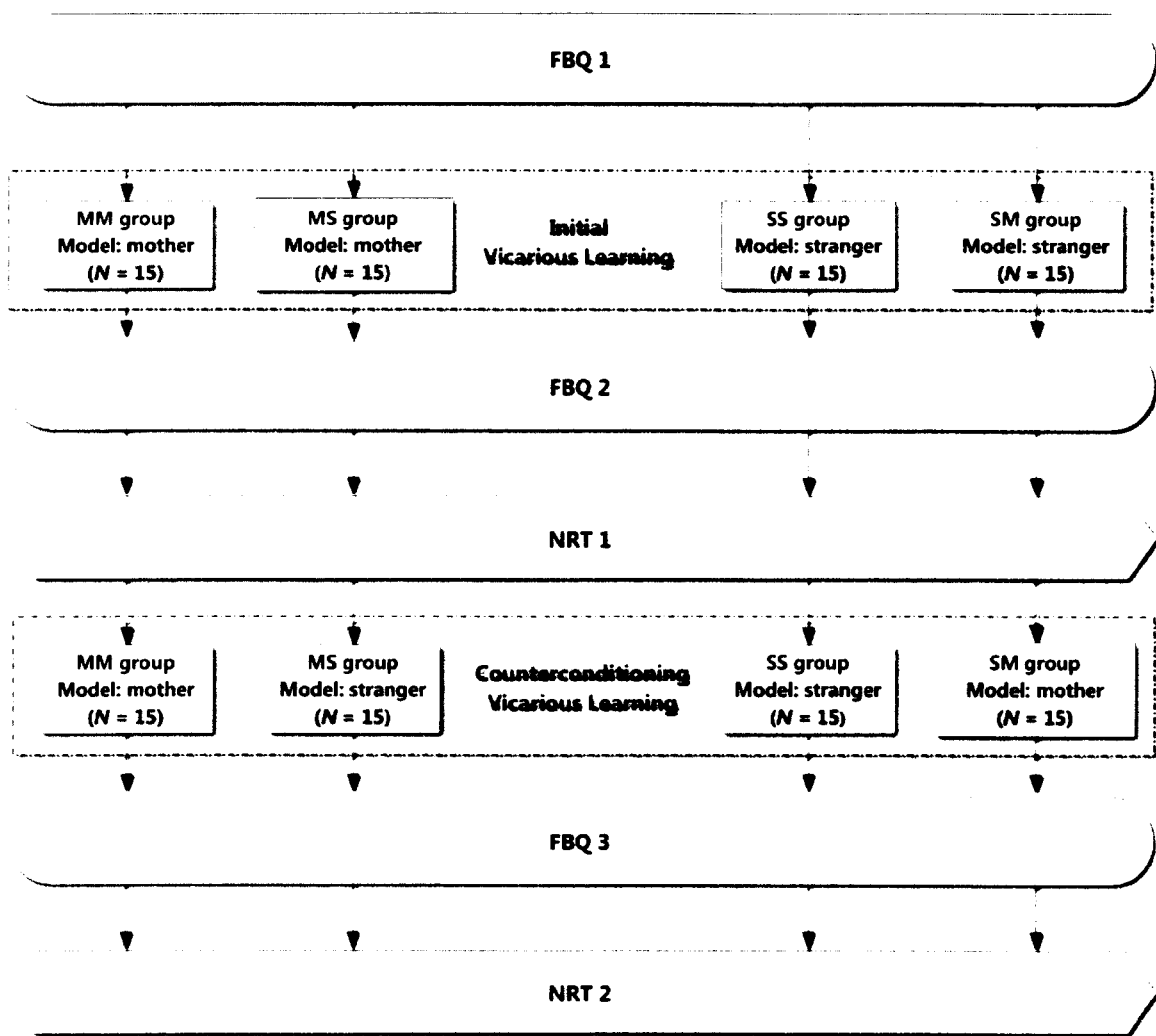 FBQ 1
MM group
Model: mother
(N = 15)
MS group
Model: mother
(N = 15)
Initial
Vicarious Learning
SS group
Model: stranger
(N = 15)
SM group
Model: stranger
(N = 15)
FBQ 2
NRT 1
MM group
Model: mother
(N = 15)
MS group
Model: stranger
(N = 15)
Counterconditioning
Vicarious Learning
SS group
Model: stranger
(N = 15)
SM group
Model: mother
(N = 15)
FBQ 3
NRT 2